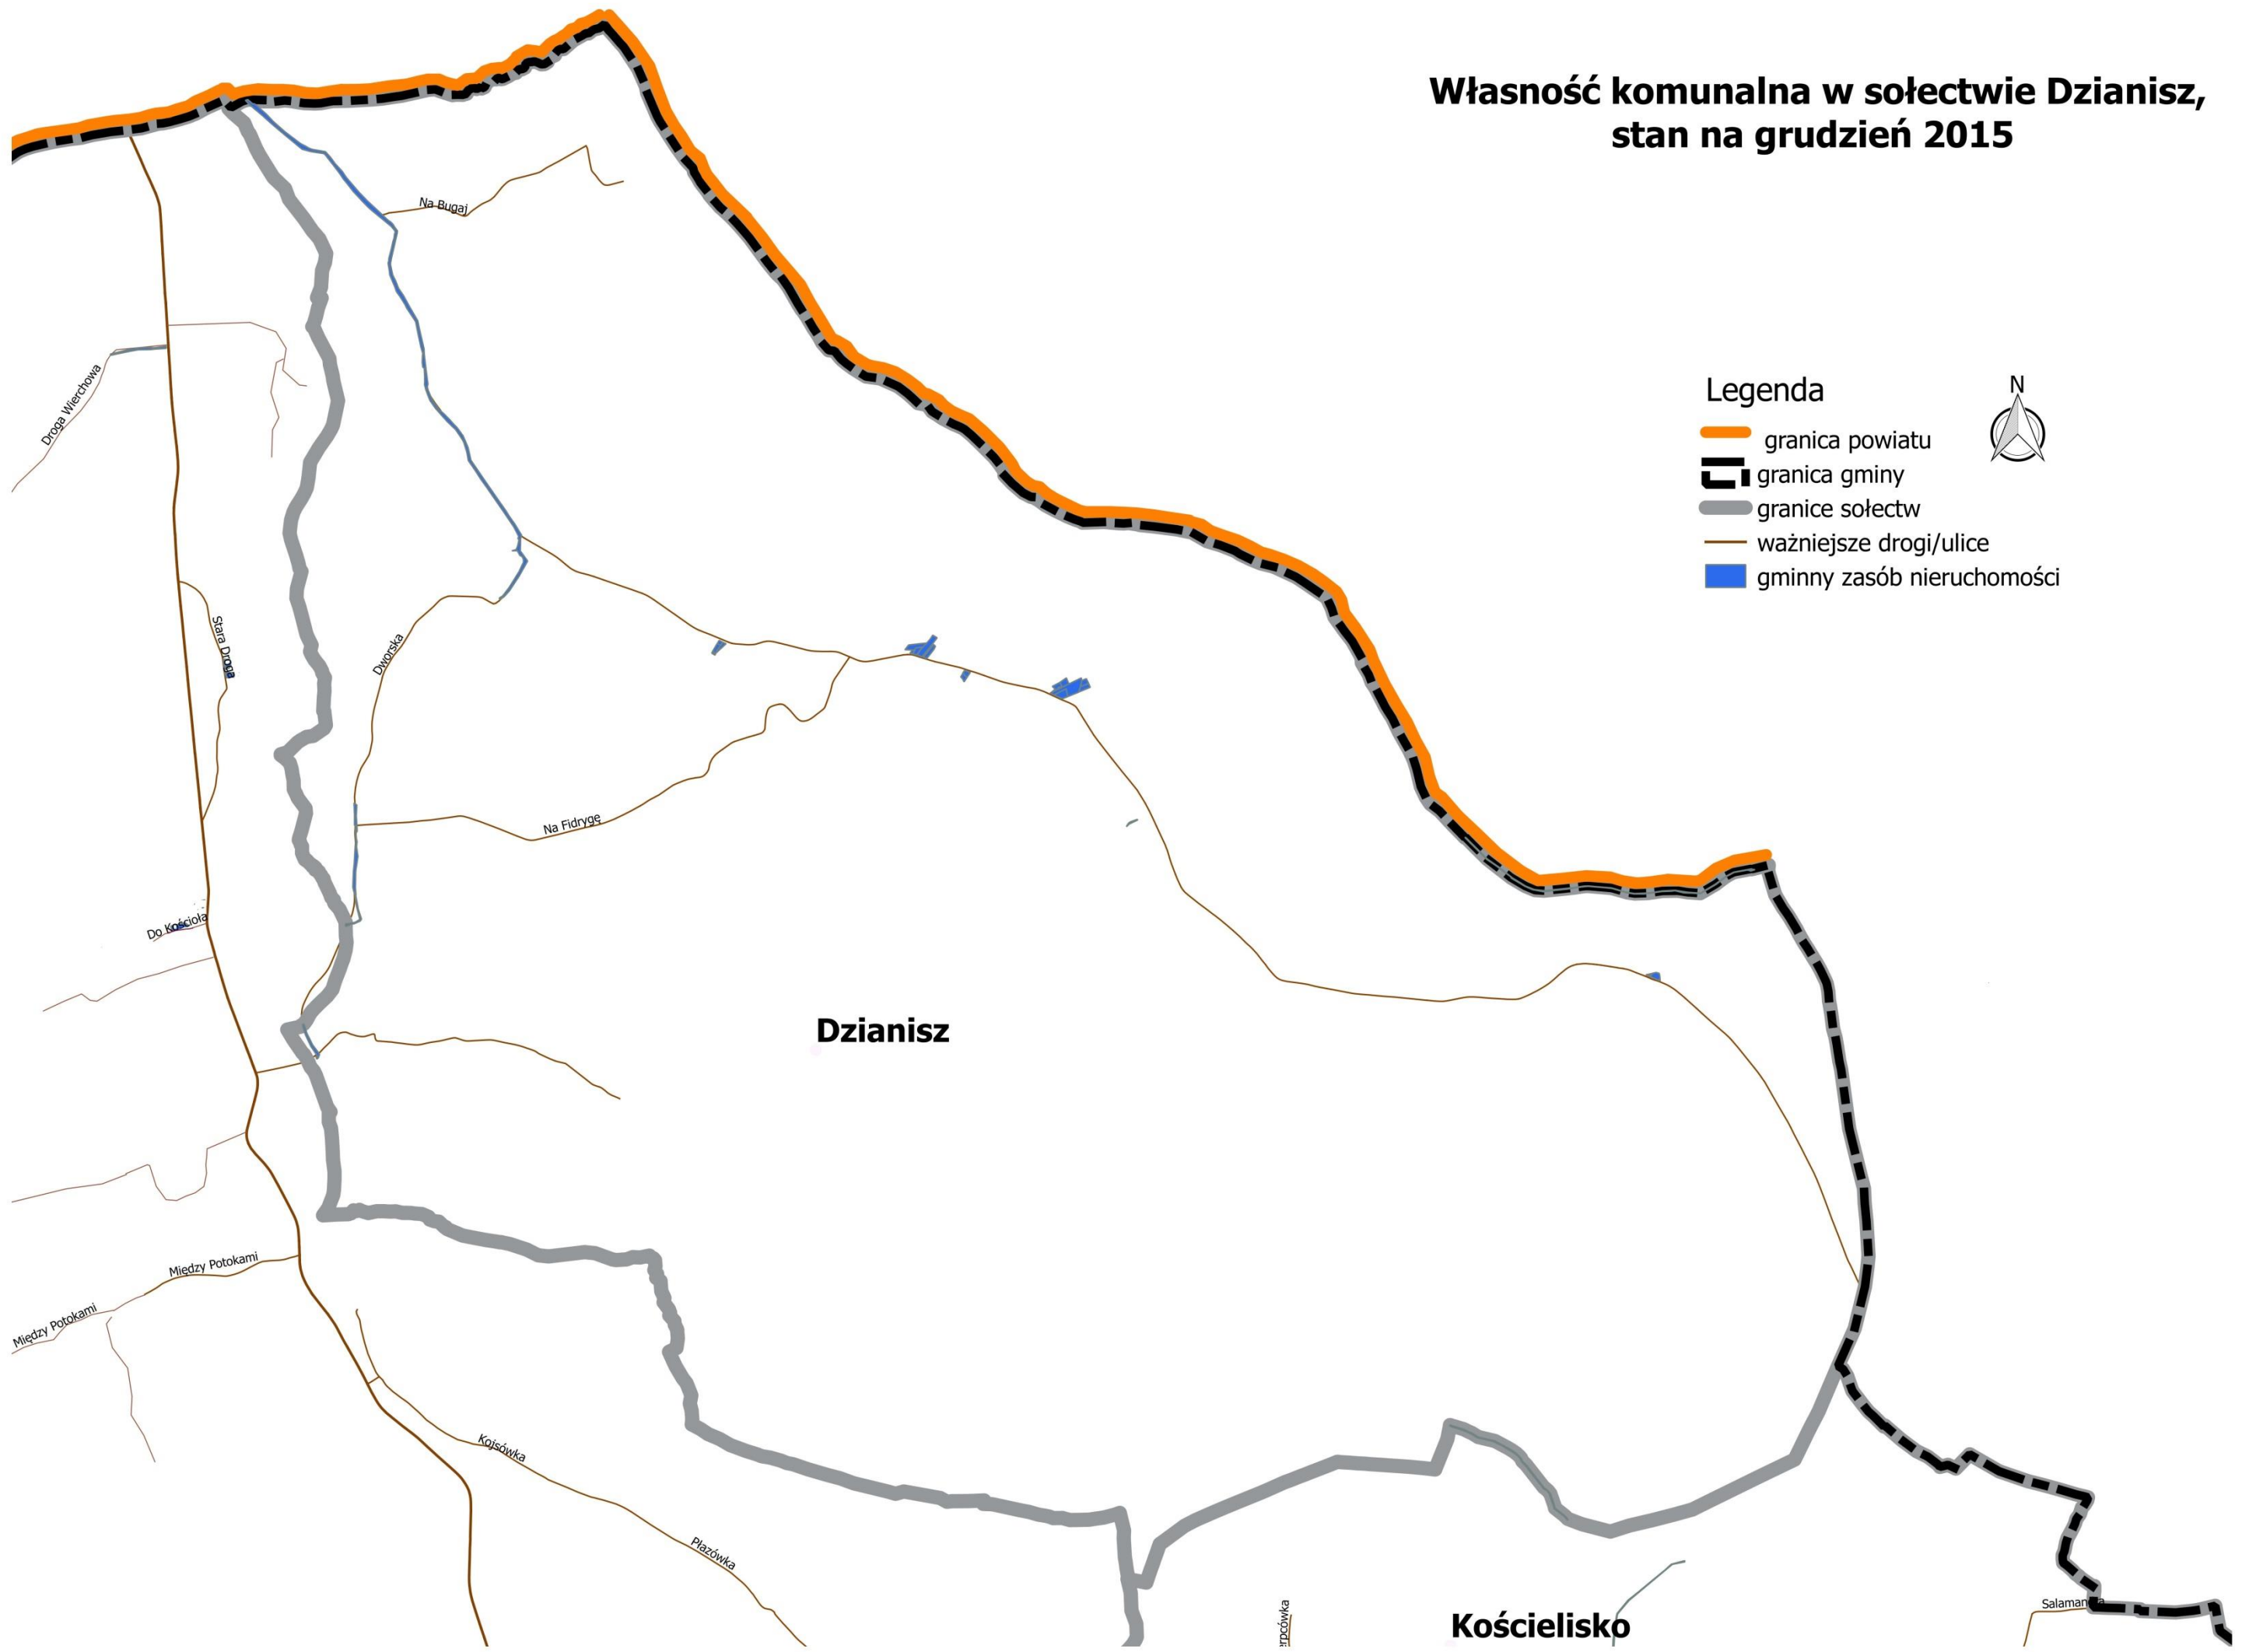 Własność komunalna w sołectwie Dzianisz,
stan na grudzień 2015
Na Bugaj
Legenda
N
granica powiatu
granica gminy
granice sołectw
ważniejsze drogi/ulice
gminny zasób nieruchomości
Droga Wierchowa
Stara Droga
Dworska
Na Fidrygę
Do Kościoła
Dzianisz
Między Potokami
Między Potokami
Kojsówka
Płazówka
Kościelisko